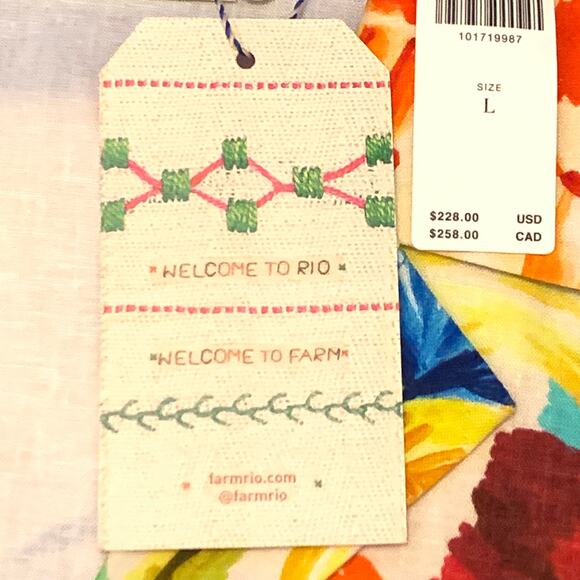 101719987
SIZE
L
$228.00 USD
$258.00 CAD
WELCOME TO RIO
WELCOME TO FARM
farmrio.com
@farmrio